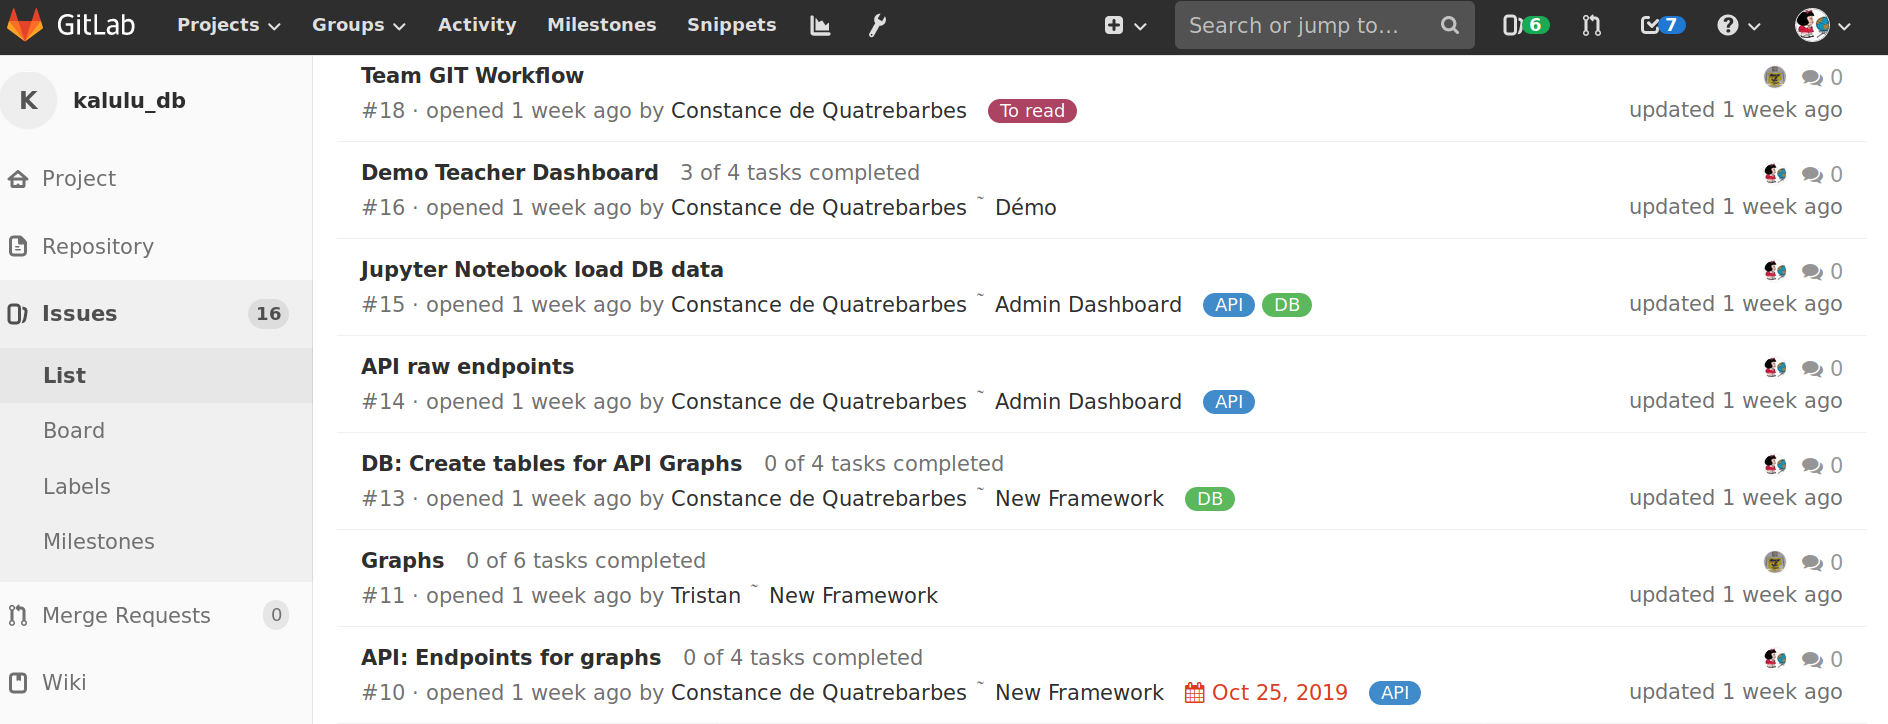 GitLab Projects Groups Activity Milestones Snippets Search or jump to... 6 7
K kalulu_db
Project
Repository
Issues 16
List
Board
Labels
Milestones
Merge Requests 0
Wiki
Team GIT Workflow 0
#18 · opened 1 week ago by Constance de Quatrebarbes To read updated 1 week ago
Demo Teacher Dashboard 3 of 4 tasks completed 0
#16 · opened 1 week ago by Constance de Quatrebarbes ~ Démo updated 1 week ago
Jupyter Notebook load DB data 0
#15 · opened 1 week ago by Constance de Quatrebarbes ~ Admin Dashboard API DB updated 1 week ago
API raw endpoints 0
#14 · opened 1 week ago by Constance de Quatrebarbes ~ Admin Dashboard API updated 1 week ago
DB: Create tables for API Graphs 0 of 4 tasks completed 0
#13 · opened 1 week ago by Constance de Quatrebarbes ~ New Framework DB updated 1 week ago
Graphs 0 of 6 tasks completed 0
#11 · opened 1 week ago by Tristan ~ New Framework updated 1 week ago
API: Endpoints for graphs 0 of 4 tasks completed 0
#10 · opened 1 week ago by Constance de Quatrebarbes ~ New Framework Oct 25, 2019 API updated 1 week ago